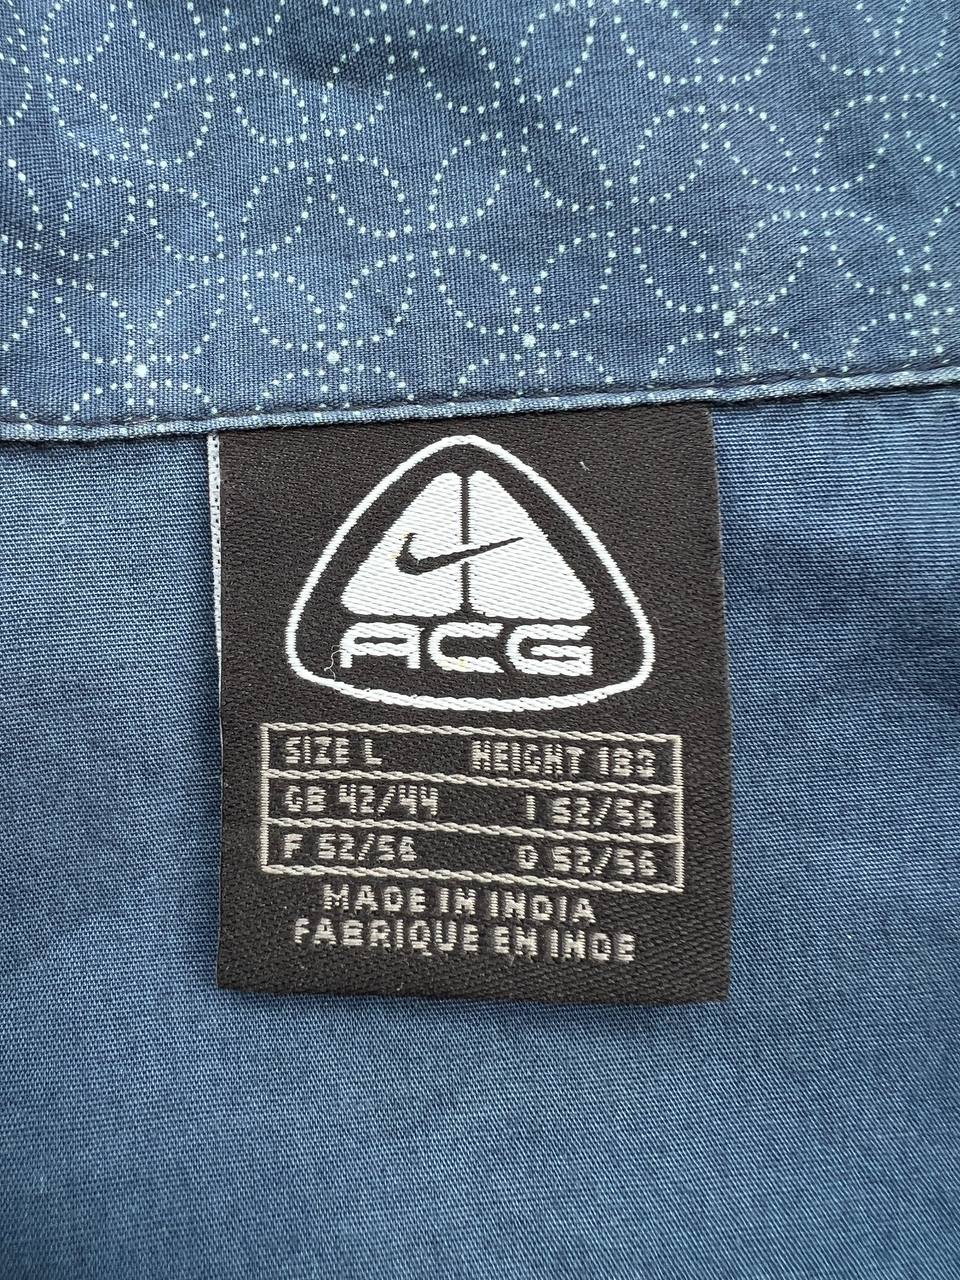 ACG
SIZE L HEIGHT 183
GB 42/44 I 52/56
F 52/56 D 52/56
MADE IN INDIA
FABRIQUE EN INDE